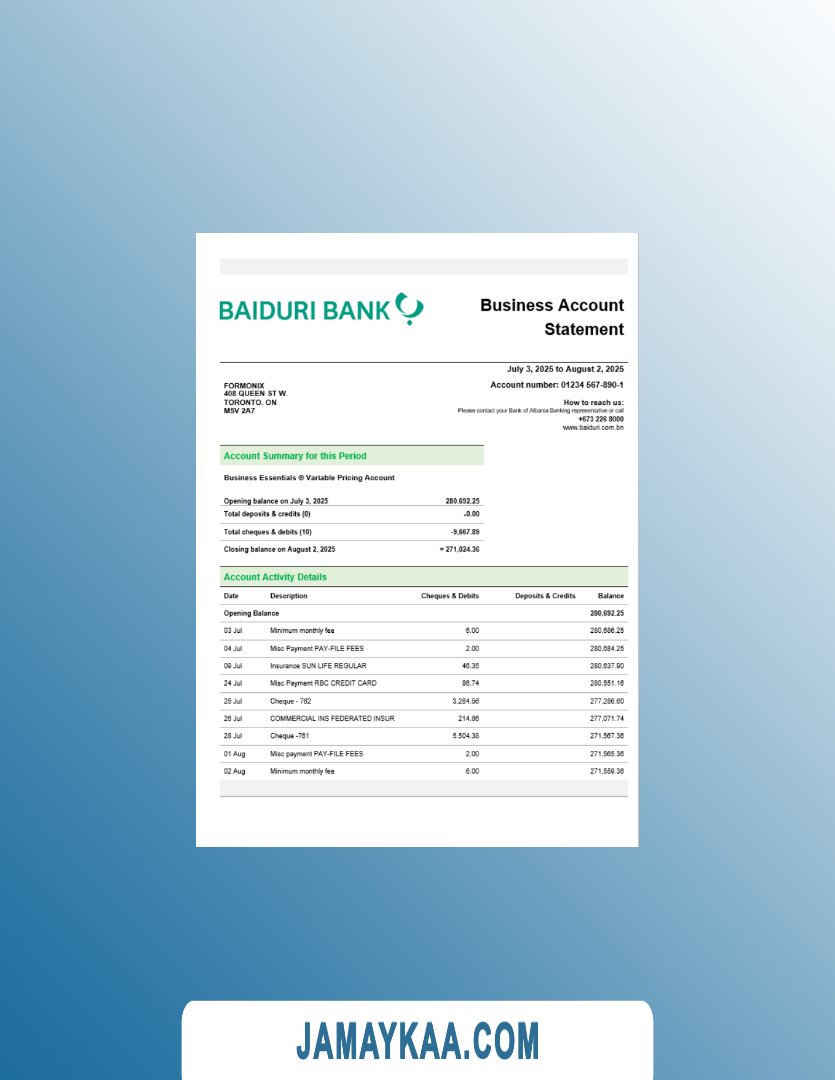 BAIDURI BANK
Business Account
Statement
July 3, 2025 to August 2, 2025
Account number: 01234 567-890-1
FORMONIX
408 QUEEN ST W.
TORONTO. ON
M5V 2A7
How to reach us:
Please contact your Bank of Albania Banking representative or call
+673 226 8000
www.baiduri.com.bn
Account Summary for this Period
Business Essentials ® Variable Pricing Account
Opening balance on July 3, 2025 280.692.25
Total deposits & credits (0) -0.00
Total cheques & debits (10) -9,667.89
Closing balance on August 2, 2025 = 271,024.36
Account Activity Details
Date Description Cheques & Debits Deposits & Credits Balance
Opening Balance 280,692.25
03 Jul Minimum monthly fee 6.00 280,686.25
04 Jul Misc Payment PAY-FILE FEES 2.00 280,684.25
09 Jul Insurance SUN LIFE REGULAR 46.35 280,637.90
24 Jul Misc Payment RBC CREDIT CARD 86.74 280,551.16
25 Jul Cheque - 762 3,264.56 277,286.60
26 Jul COMMERCIAL INS FEDERATED INSUR 214.86 277,071.74
28 Jul Cheque -761 5,504.38 271,567.36
01 Aug Misc payment PAY-FILE FEES 2.00 271,565.36
02 Aug Minimum monthly fee 6.00 271,559.36
JAMAYKAA.COM